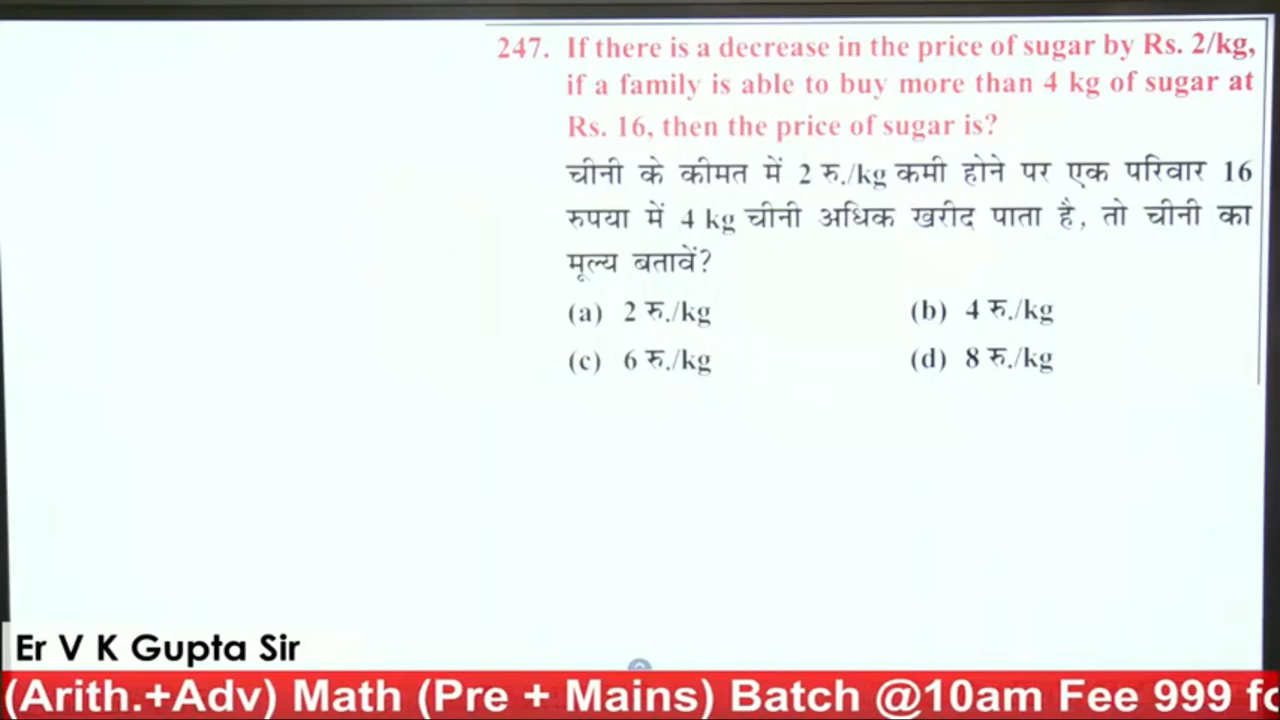 247. If there is a decrease in the price of sugar by Rs. 2/kg,
if a family is able to buy more than 4 kg of sugar at
Rs. 16, then the price of sugar is?
चीनी के कीमत में 2 रु./kg कमी होने पर एक परिवार 16
रुपया में 4 kg चीनी अधिक खरीद पाता है, तो चीनी का
मूल्य बतावें?
(a) 2 रु./kg (b) 4 रु./kg
(c) 6 रु./kg (d) 8 रु./kg
Er V K Gupta Sir
(Arith.+Adv) Math (Pre + Mains) Batch @10am Fee 999 fo